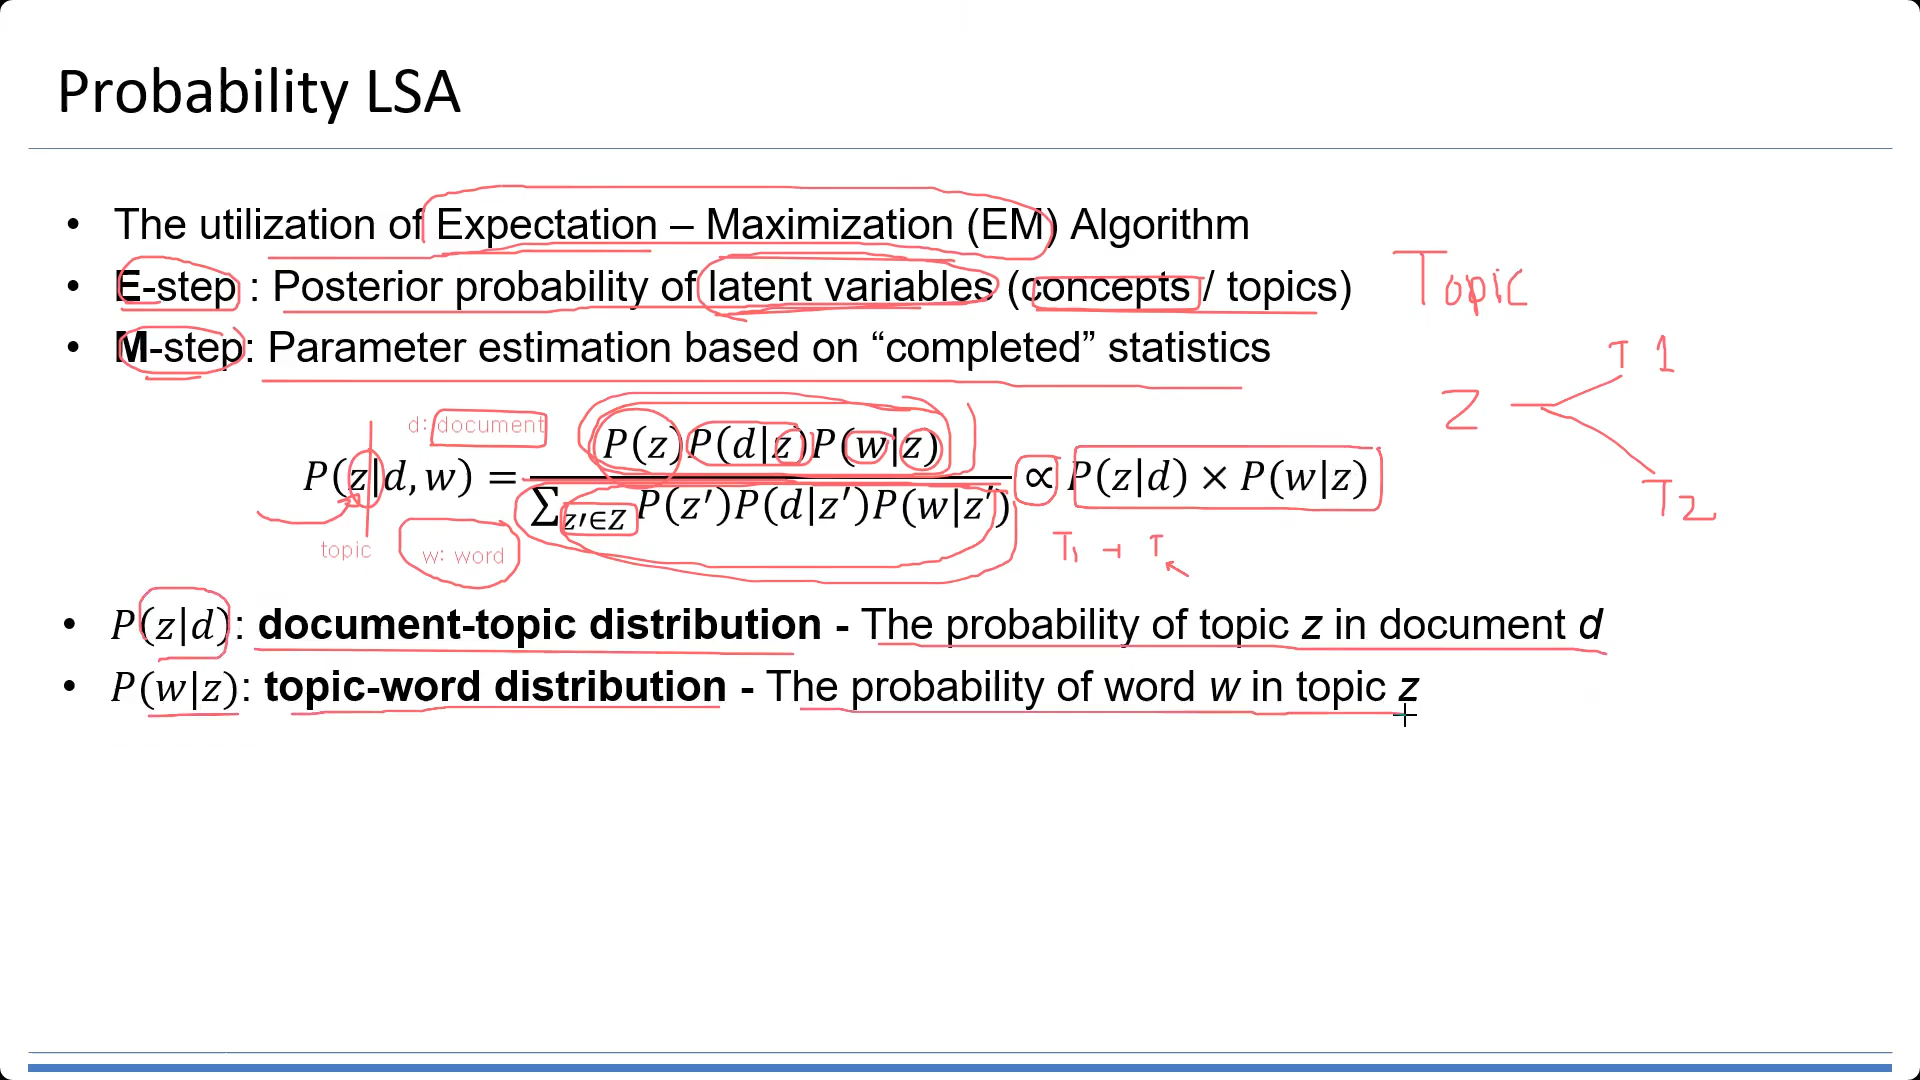 Probability LSA
• The utilization of Expectation – Maximization (EM) Algorithm
• E-step : Posterior probability of latent variables (concepts / topics)
Topic
• M-step: Parameter estimation based on “completed” statistics
T 1
Z
T2
d: document
P(z|d, w) = P(z)P(d|z)P(w|z) / ∑z′∈Z P(z′)P(d|z′)P(w|z′) ∝ P(z|d) × P(w|z)
topic
w: word
T1 - T
• P(z|d): document-topic distribution - The probability of topic z in document d
• P(w|z): topic-word distribution - The probability of word w in topic z